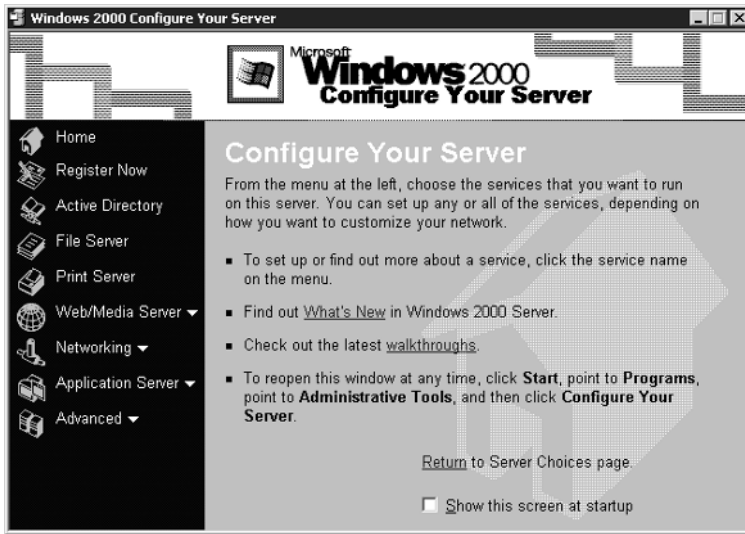 Windows 2000 Configure Your Server
Microsoft
Windows 2000
Configure Your Server
Home
Register Now
Active Directory
File Server
Print Server
Web/Media Server
Networking
Application Server
Advanced
Configure Your Server
From the menu at the left, choose the services that you want to run
on this server. You can set up any or all of the services, depending on
how you want to customize your network.
▪ To set up or find out more about a service, click the service name
on the menu.
▪ Find out What's New in Windows 2000 Server.
▪ Check out the latest walkthroughs.
▪ To reopen this window at any time, click Start, point to Programs,
point to Administrative Tools, and then click Configure Your
Server.
Return to Server Choices page.
Show this screen at startup